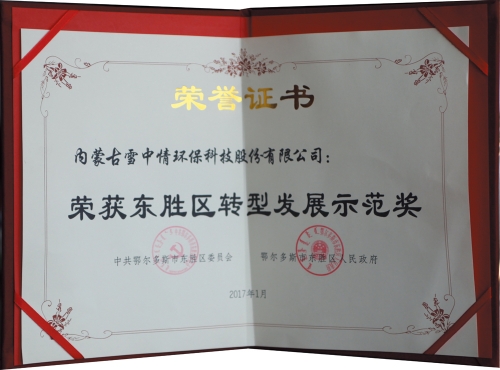 荣誉证书
内蒙古雪中情环保科技股份有限公司：
荣获东胜区转型发展示范奖
中共鄂尔多斯市东胜区委员会 鄂尔多斯市东胜区人民政府
2017年1月